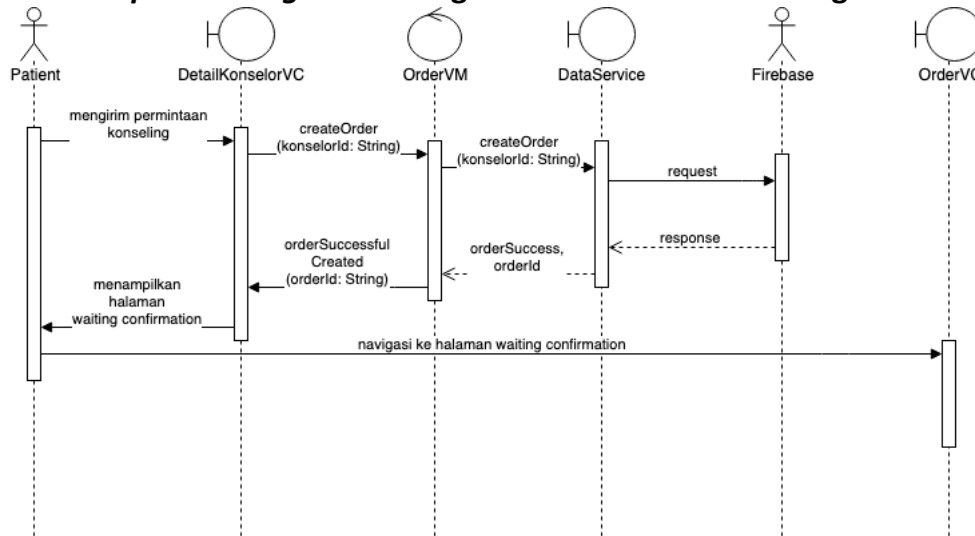 Patient
DetailKonselorVC
OrderVM
DataService
Firebase
OrderVC
mengirim permintaan
konseling
createOrder
(konselorId: String)
createOrder
(konselorId: String)
request
response
orderSuccess,
orderId
orderSuccessful
Created
(orderId: String)
menampilkan
halaman
waiting confirmation
navigasi ke halaman waiting confirmation